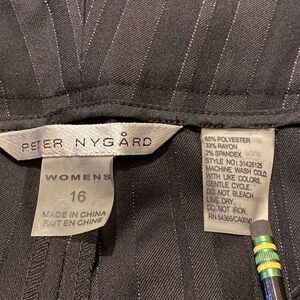 PETER NYGÅRD
WOMENS
16
MADE IN CHINA
FAIT EN CHINE
65% POLYESTER
33% RAYON
2% SPANDEX
STYLE NO: 31426125
MACHINE WASH COLD
WITH LIKE COLORS.
GENTLE CYCLE.
DO NOT BLEACH.
LINE DRY.
DO NOT IRON.